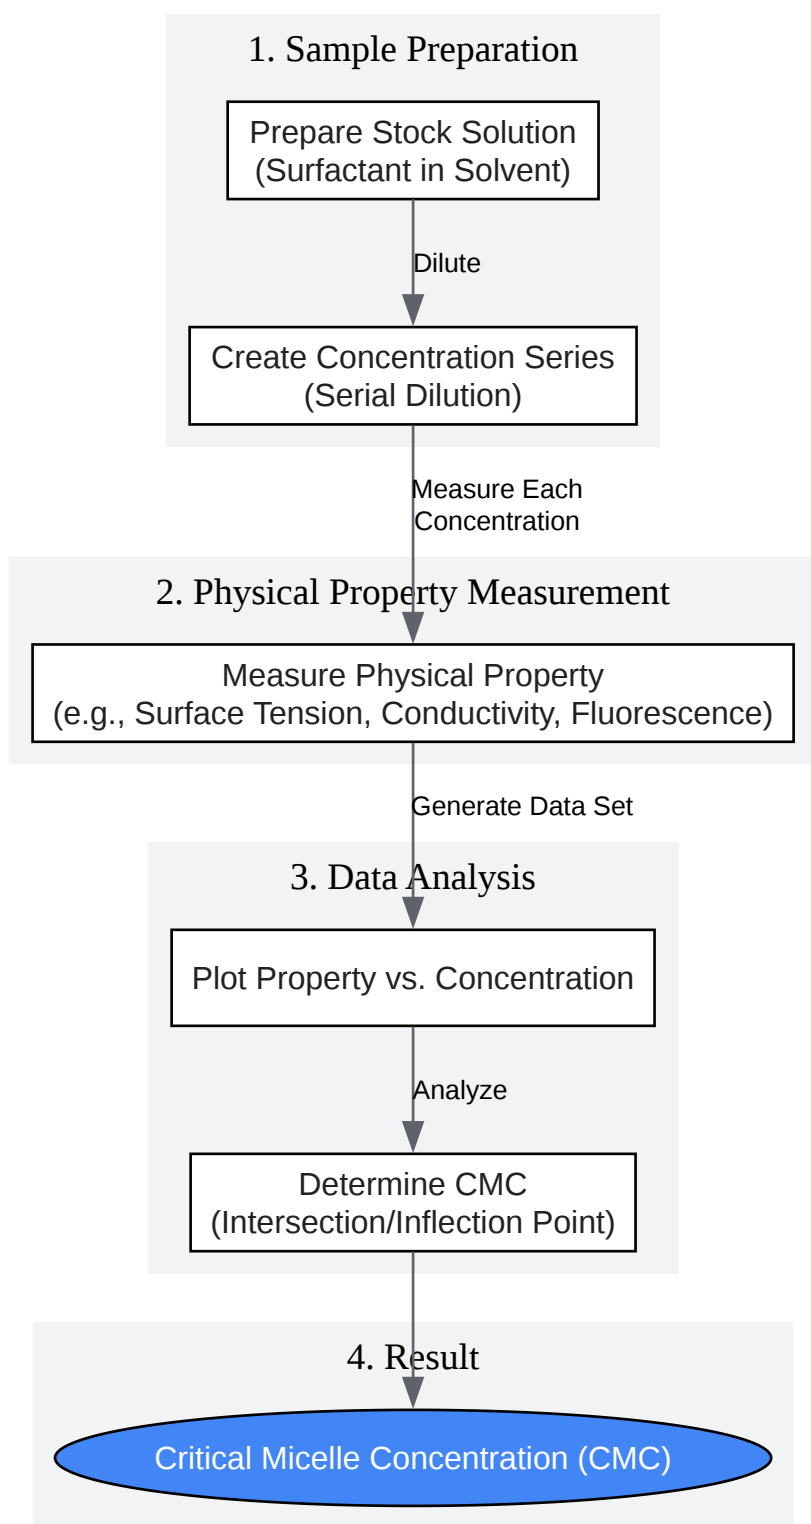 1. Sample Preparation
Prepare Stock Solution
(Surfactant in Solvent)
Dilute
Create Concentration Series
(Serial Dilution)
Measure Each
Concentration
2. Physical Property Measurement
Measure Physical Property
(e.g., Surface Tension, Conductivity, Fluorescence)
Generate Data Set
3. Data Analysis
Plot Property vs. Concentration
Analyze
Determine CMC
(Intersection/Inflection Point)
4. Result
Critical Micelle Concentration (CMC)